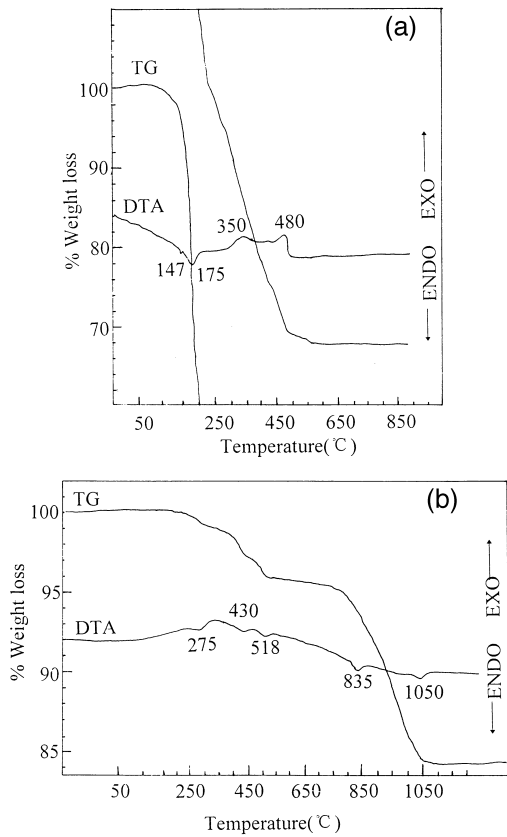 (a)
TG
100
90
DTA
350
480
80
147
175
70
% Weight loss
EXO
ENDO
50
250
450
650
850
Temperature(℃)
(b)
TG
100
95
DTA
430
275
518
90
835
1050
85
% Weight loss
EXO
ENDO
50
250
450
650
850
1050
Temperature(℃)